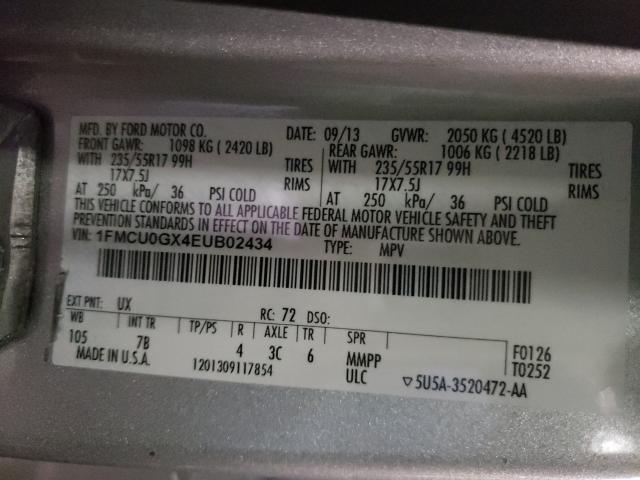 MFD. BY FORD MOTOR CO. DATE: 09/13 GVWR: 2050 KG ( 4520 LB)
FRONT GAWR: 1098 KG ( 2420 LB) REAR GAWR: 1006 KG ( 2218 LB)
WITH 235/55R17 99H TIRES WITH 235/55R17 99H TIRES
17X7.5J RIMS 17X7.5J RIMS
AT 250 kPa/ 36 PSI COLD AT 250 kPa/ 36 PSI COLD
THIS VEHICLE CONFORMS TO ALL APPLICABLE FEDERAL MOTOR VEHICLE SAFETY AND THEFT
PREVENTION STANDARDS IN EFFECT ON THE DATE OF MANUFACTURE SHOWN ABOVE.
VIN: 1FMCU0GX4EUB02434 TYPE: MPV
EXT PNT: UX RC: 72 DSO:
WB INT TR TP/PS R AXLE TR SPR F0126
105 7B 4 3C 6 MMPP T0252
MADE IN U.S.A. 1201309117854 ULC ▽5U5A-3520472-AA